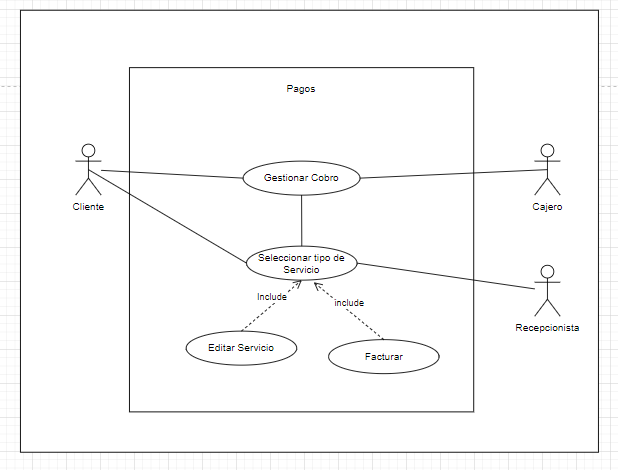 Pagos
Gestionar Cobro
Cliente
Cajero
Seleccionar tipo de
Servicio
Include
include
Recepcionista
Editar Servicio
Facturar